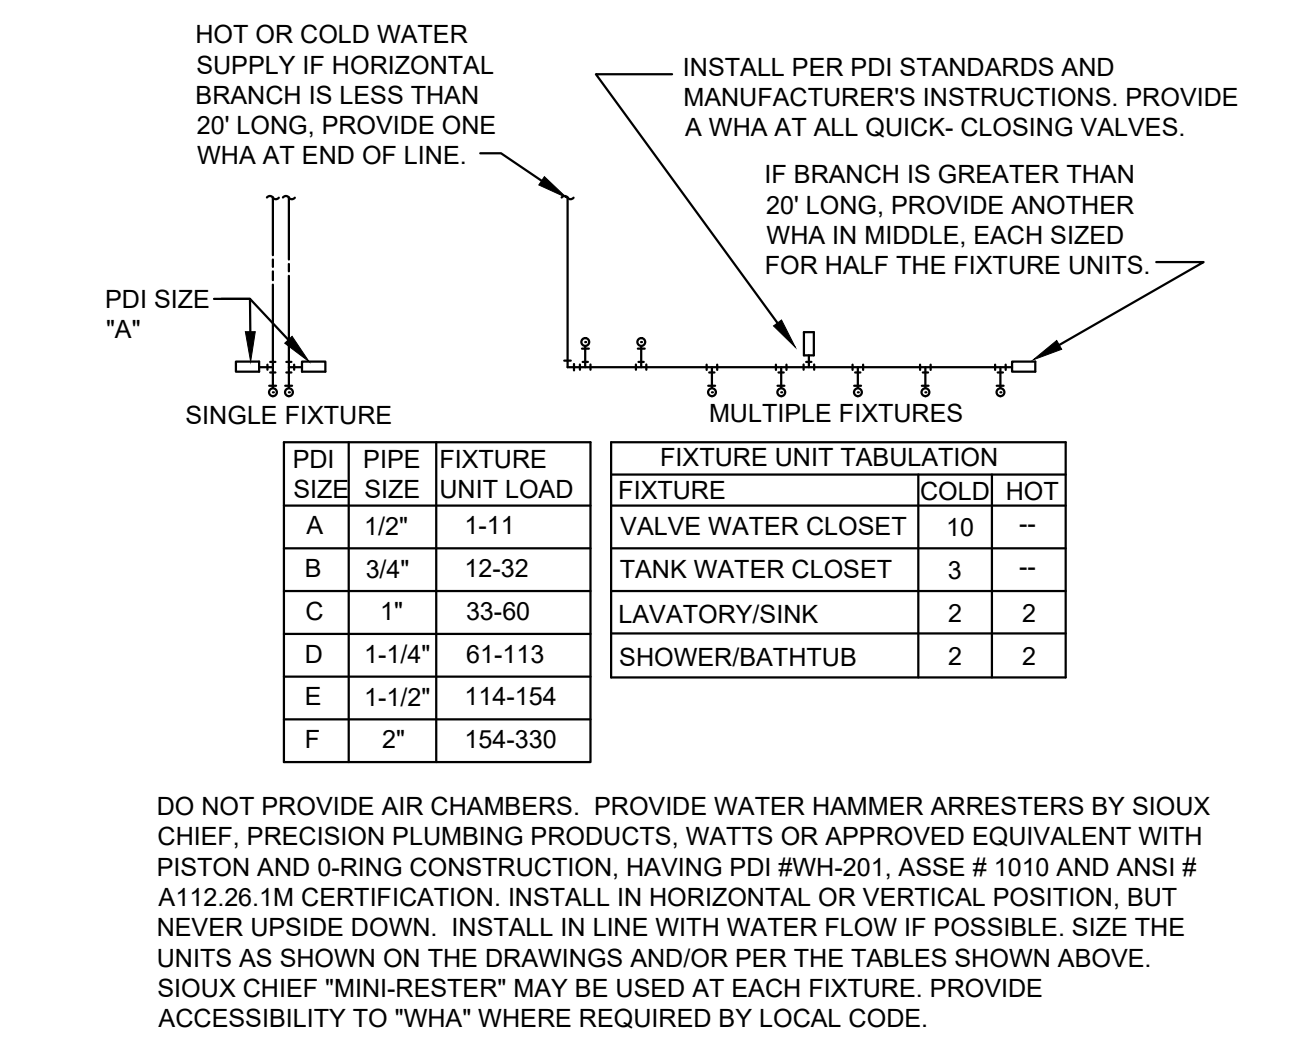 HOT OR COLD WATER
SUPPLY IF HORIZONTAL
BRANCH IS LESS THAN
20' LONG, PROVIDE ONE
WHA AT END OF LINE.
INSTALL PER PDI STANDARDS AND
MANUFACTURER'S INSTRUCTIONS. PROVIDE
A WHA AT ALL QUICK- CLOSING VALVES.
IF BRANCH IS GREATER THAN
20' LONG, PROVIDE ANOTHER
WHA IN MIDDLE, EACH SIZED
FOR HALF THE FIXTURE UNITS.
PDI SIZE
"A"
SINGLE FIXTURE
MULTIPLE FIXTURES
PDI PIPE FIXTURE
SIZE SIZE UNIT LOAD
A 1/2" 1-11
B 3/4" 12-32
C 1" 33-60
D 1-1/4" 61-113
E 1-1/2" 114-154
F 2" 154-330
FIXTURE UNIT TABULATION
FIXTURE COLD HOT
VALVE WATER CLOSET 10 --
TANK WATER CLOSET 3 --
LAVATORY/SINK 2 2
SHOWER/BATHTUB 2 2
DO NOT PROVIDE AIR CHAMBERS. PROVIDE WATER HAMMER ARRESTERS BY SIOUX
CHIEF, PRECISION PLUMBING PRODUCTS, WATTS OR APPROVED EQUIVALENT WITH
PISTON AND 0-RING CONSTRUCTION, HAVING PDI #WH-201, ASSE # 1010 AND ANSI #
A112.26.1M CERTIFICATION. INSTALL IN HORIZONTAL OR VERTICAL POSITION, BUT
NEVER UPSIDE DOWN. INSTALL IN LINE WITH WATER FLOW IF POSSIBLE. SIZE THE
UNITS AS SHOWN ON THE DRAWINGS AND/OR PER THE TABLES SHOWN ABOVE.
SIOUX CHIEF "MINI-RESTER" MAY BE USED AT EACH FIXTURE. PROVIDE
ACCESSIBILITY TO "WHA" WHERE REQUIRED BY LOCAL CODE.